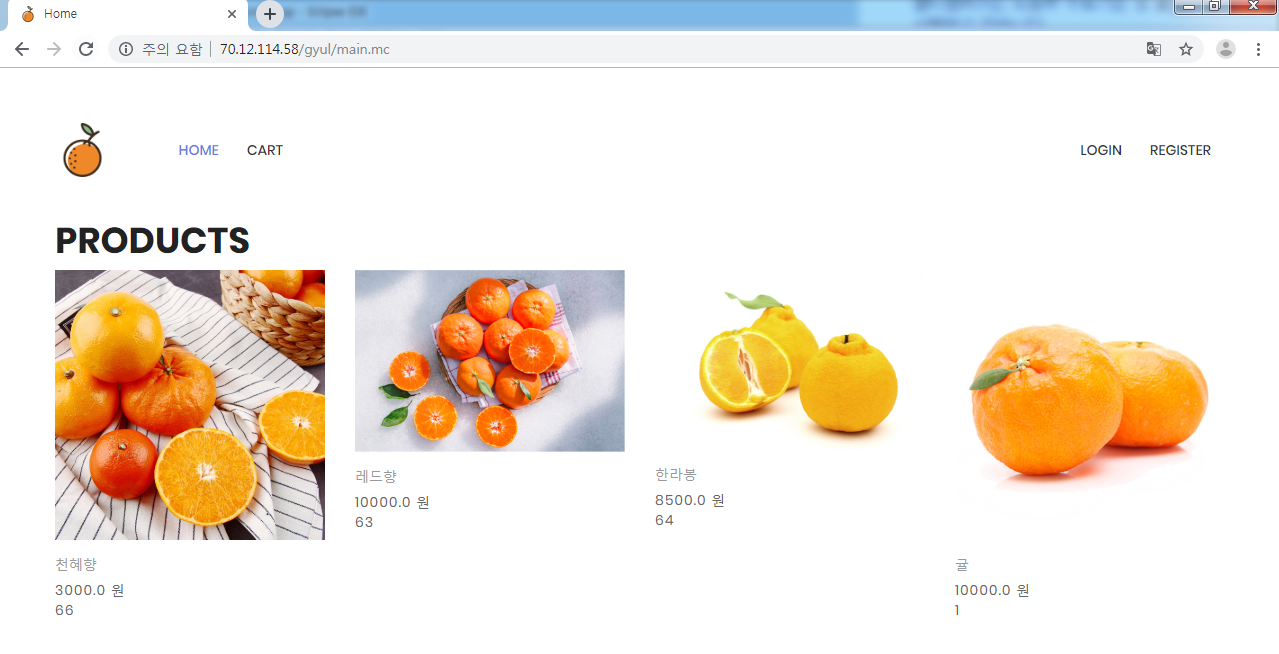 Home
주의 요함
70.12.114.58/gyul/main.mc
HOME
CART
LOGIN
REGISTER
PRODUCTS
천혜향
3000.0 원
66
레드향
10000.0 원
63
한라봉
8500.0 원
64
귤
10000.0 원
1